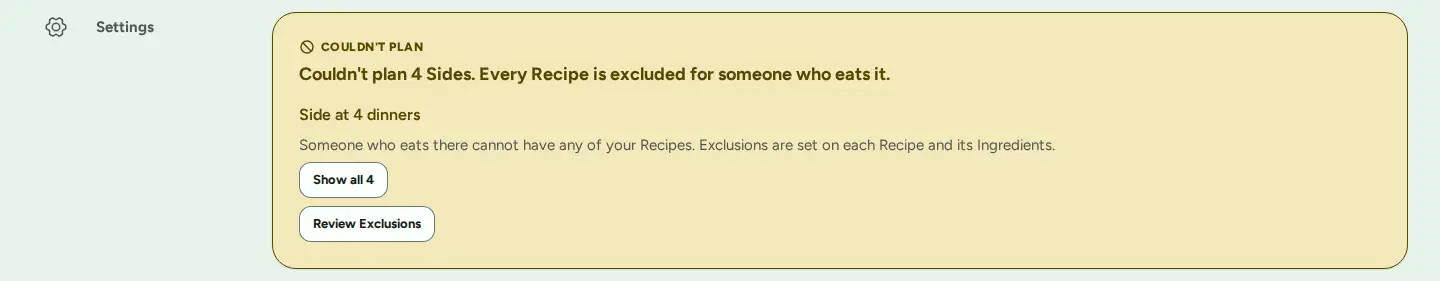 Settings
COULDN'T PLAN
Couldn't plan 4 Sides. Every Recipe is excluded for someone who eats it.
Side at 4 dinners
Someone who eats there cannot have any of your Recipes. Exclusions are set on each Recipe and its Ingredients.
Show all 4
Review Exclusions